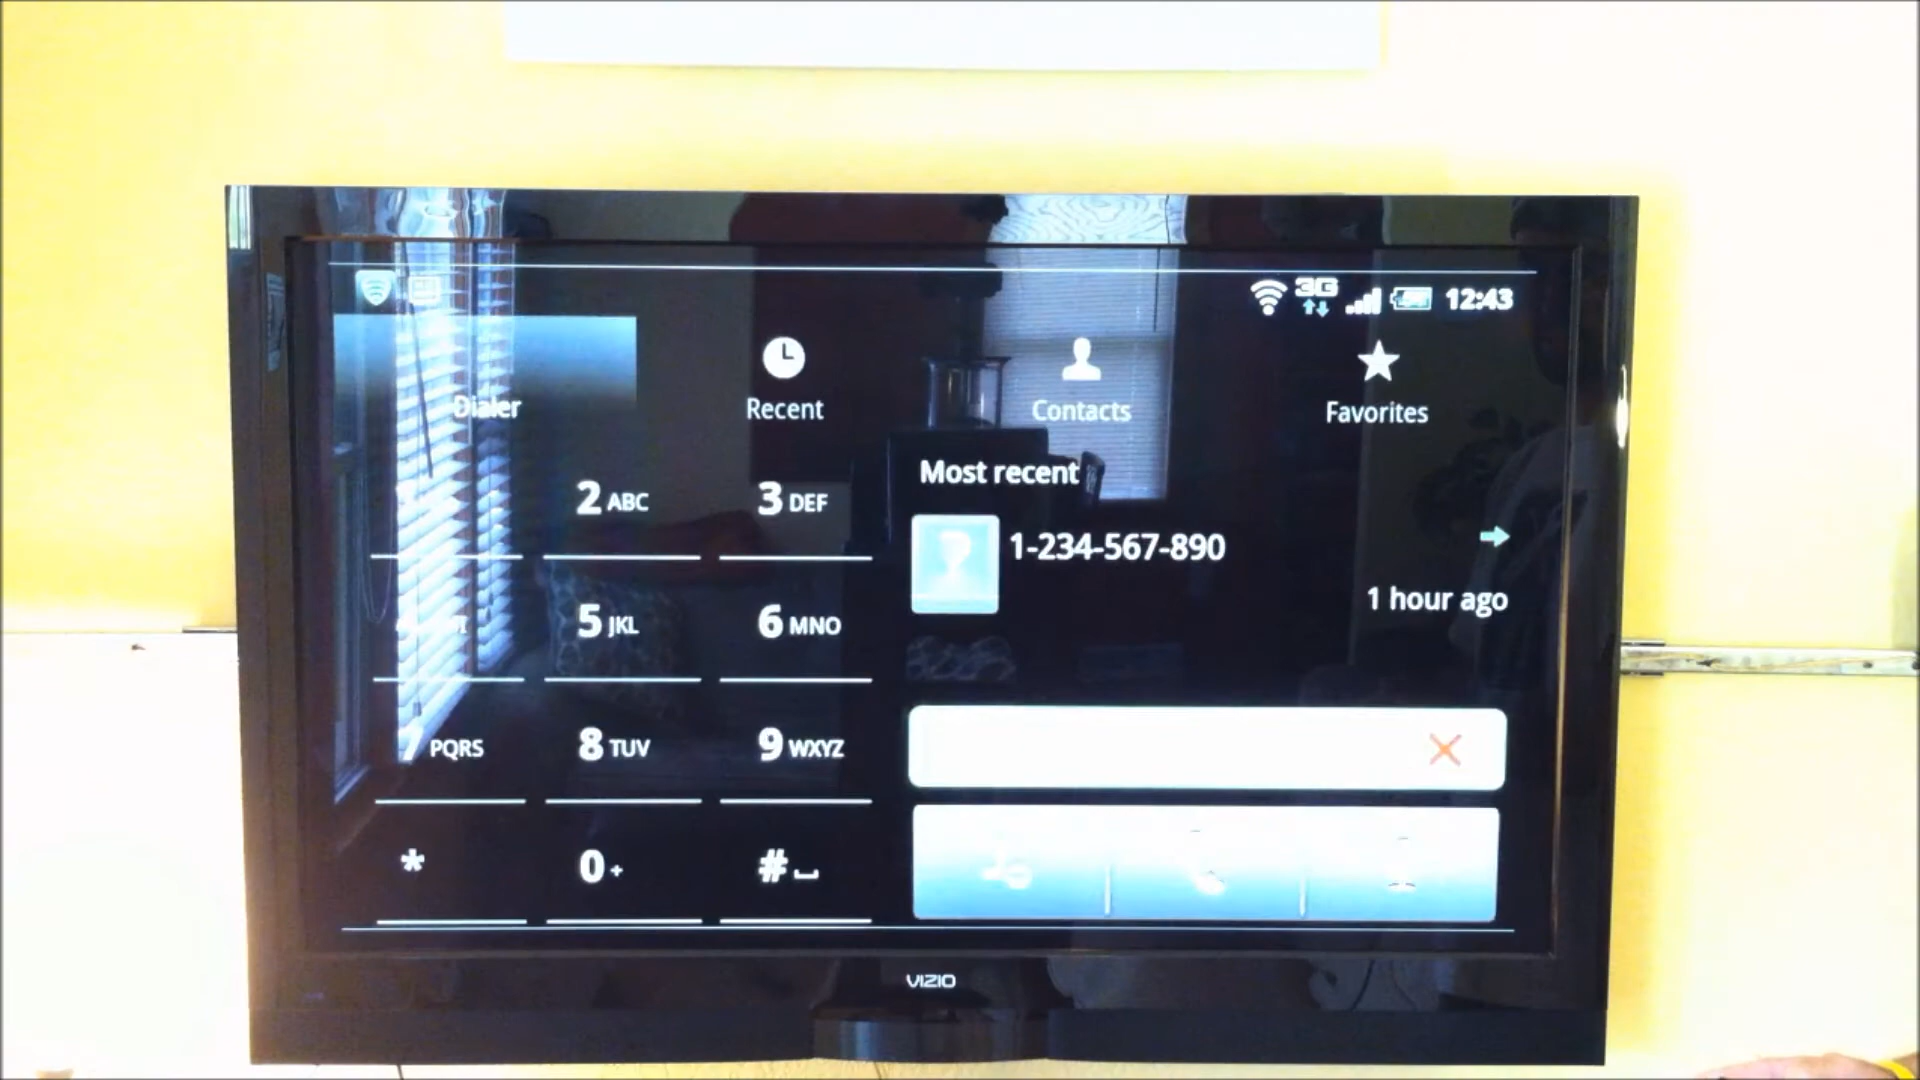 3G 12:43
Dialer Recent Contacts Favorites
Most recent
2 ABC 3 DEF
1-234-567-890
1 hour ago
5 JKL 6 MNO
7 PQRS 8 TUV 9 WXYZ
* 0 + #
VIZIO